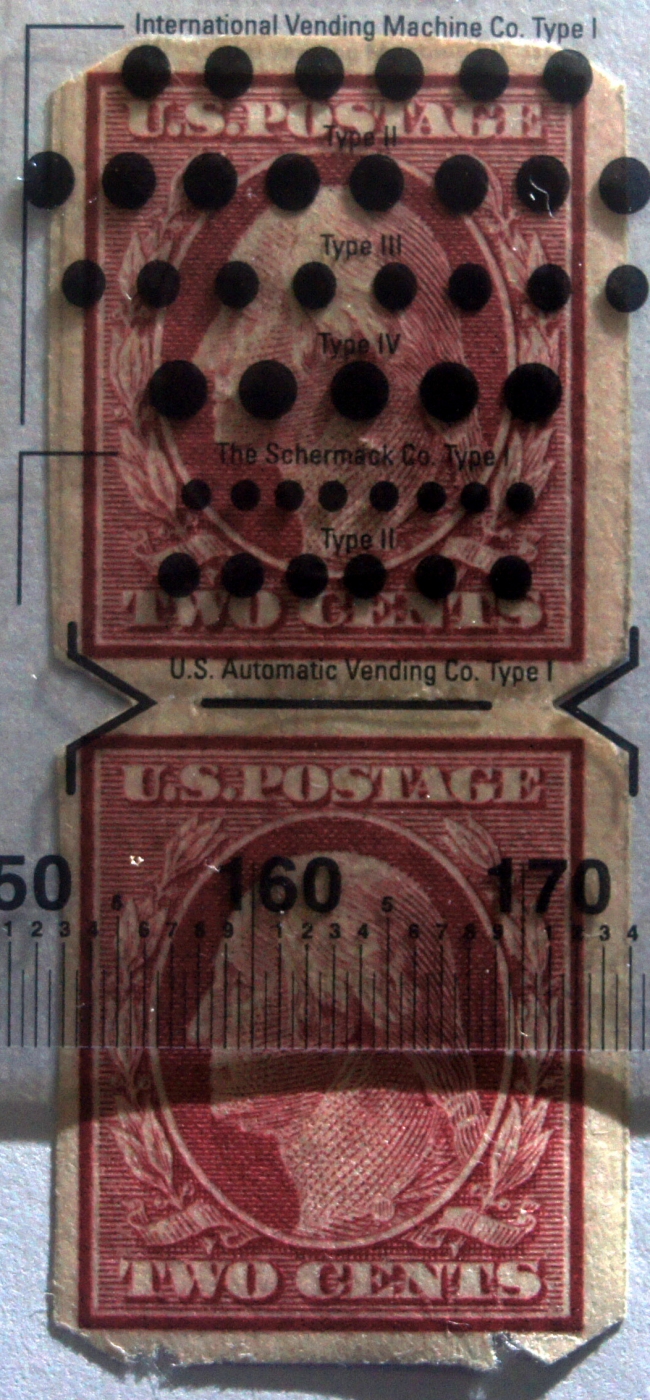 International Vending Machine Co. Type I
U.S. POSTAGE
Type II
Type III
Type IV
The Schermack Co. Type I
Type II
TWO CENTS
U.S. Automatic Vending Co. Type I
U.S. POSTAGE
50 160 170
5 5
1 2 3 4 6 7 8 9 1 2 3 4 6 7 8 9 1 2 3 4
TWO CENTS